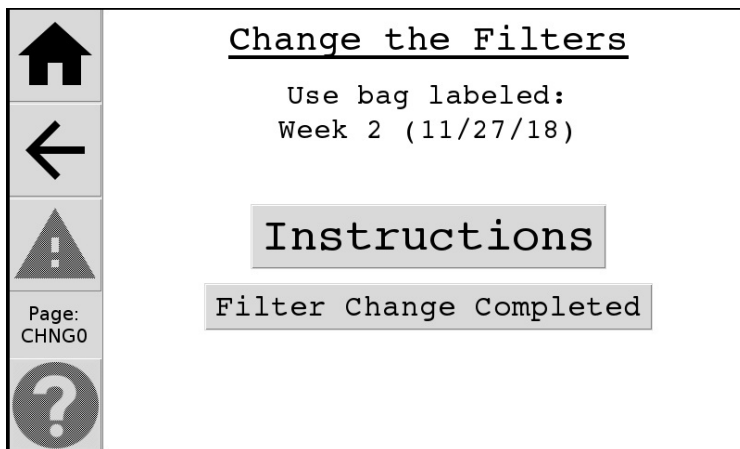 Change the Filters
Use bag labeled:
Week 2 (11/27/18)
Instructions
Filter Change Completed
Page:
CHNG0